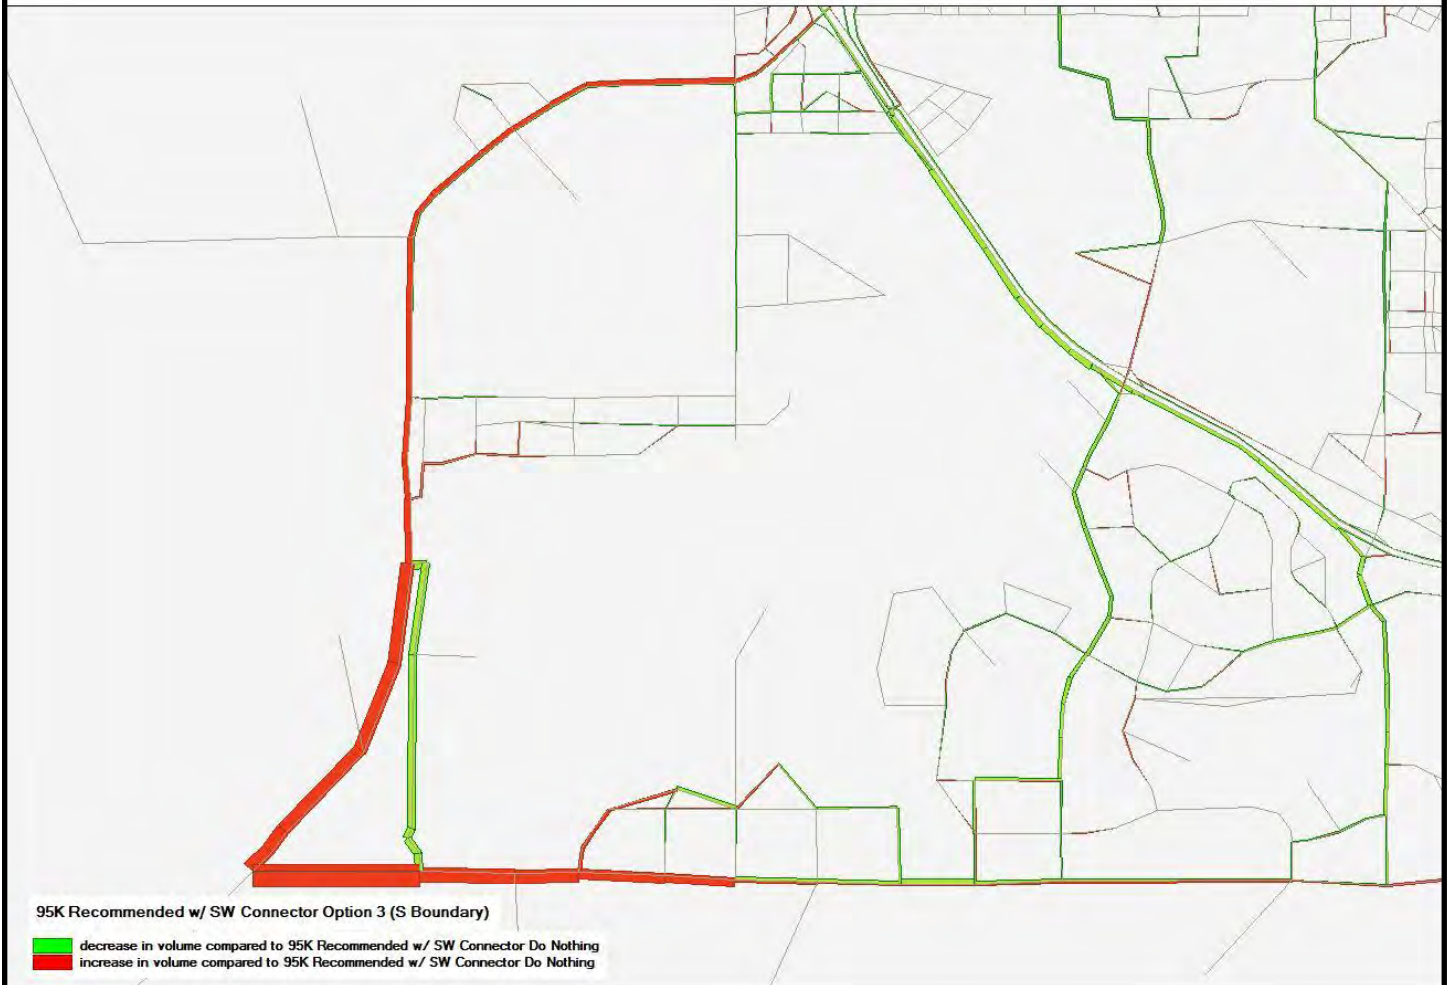 95K Recommended w/ SW Connector Option 3 (S Boundary)
decrease in volume compared to 95K Recommended w/ SW Connector Do Nothing
increase in volume compared to 95K Recommended w/ SW Connector Do Nothing